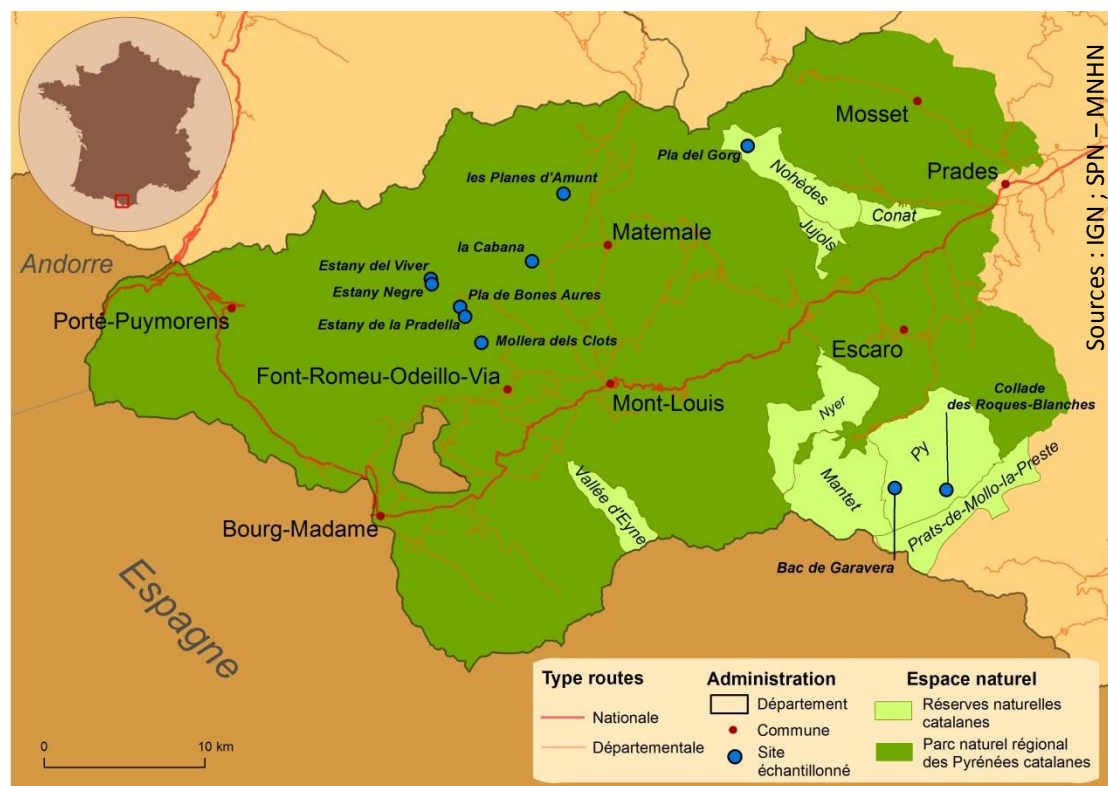 Sources : IGN ; SPN – MNHN
Mosset
Pla del Gorg
Nohèdes
Prades
les Planes d'Amunt
Conat
Jujols
Matemale
la Cabana
Andorre
Estany del Viver
Estany Negre
Pla de Bones Aures
Porté-Puymorens
Estany de la Pradella
Mollera dels Clots
Escaro
Font-Romeu-Odeillo-Via
Mont-Louis
Collade
des Roques-Blanches
Nyer
Py
Mantet
Prats-de-Mollo-la-Preste
Vallée d'Eyne
Bourg-Madame
Bac de Garavera
Espagne
Type routes
Nationale
Départementale
Administration
Département
Commune
Site
échantillonné
Espace naturel
Réserves naturelles
catalanes
Parc naturel régional
des Pyrénées catalanes
0
10 km